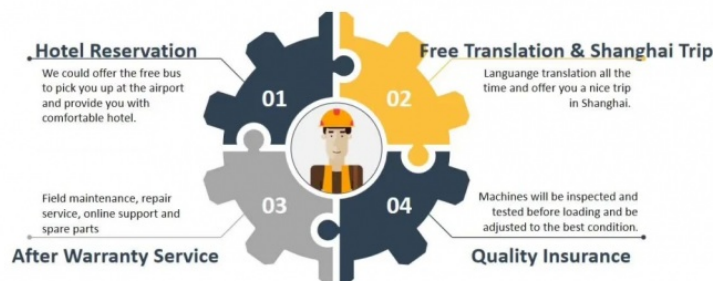 Hotel Reservation
We could offer the free bus
to pick you up at the airport
and provide you with
comfortable hotel.
01
Free Translation & Shanghai Trip
Languange translation all the
time and offer you a nice trip
in Shanghai.
02
Field maintenance, repair
service, online support and
spare parts
After Warranty Service
03
Machines will be inspected and
tested before loading and be
adjusted to the best condition.
Quality Insurance
04